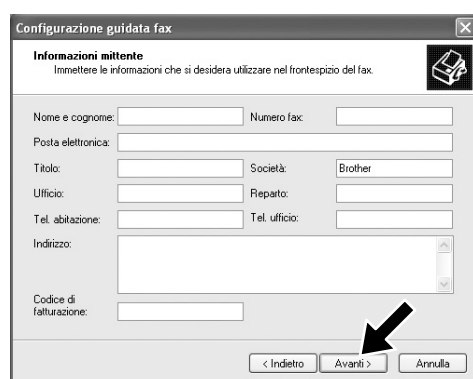 Configurazione guidata fax
Informazioni mittente
Immettere le informazioni che si desidera utilizzare nel frontespizio del fax.
Nome e cognome: Numero fax:
Posta elettronica:
Titolo: Società: Brother
Ufficio: Reparto:
Tel. abitazione: Tel. ufficio:
Indirizzo:
Codice di
fatturazione:
< Indietro Avanti > Annulla